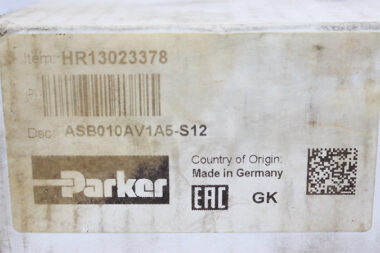 Item: HR13023378
P
Dsc: ASB010AV1A5-S12
Parker
Country of Origin:
Made in Germany
EAC GK